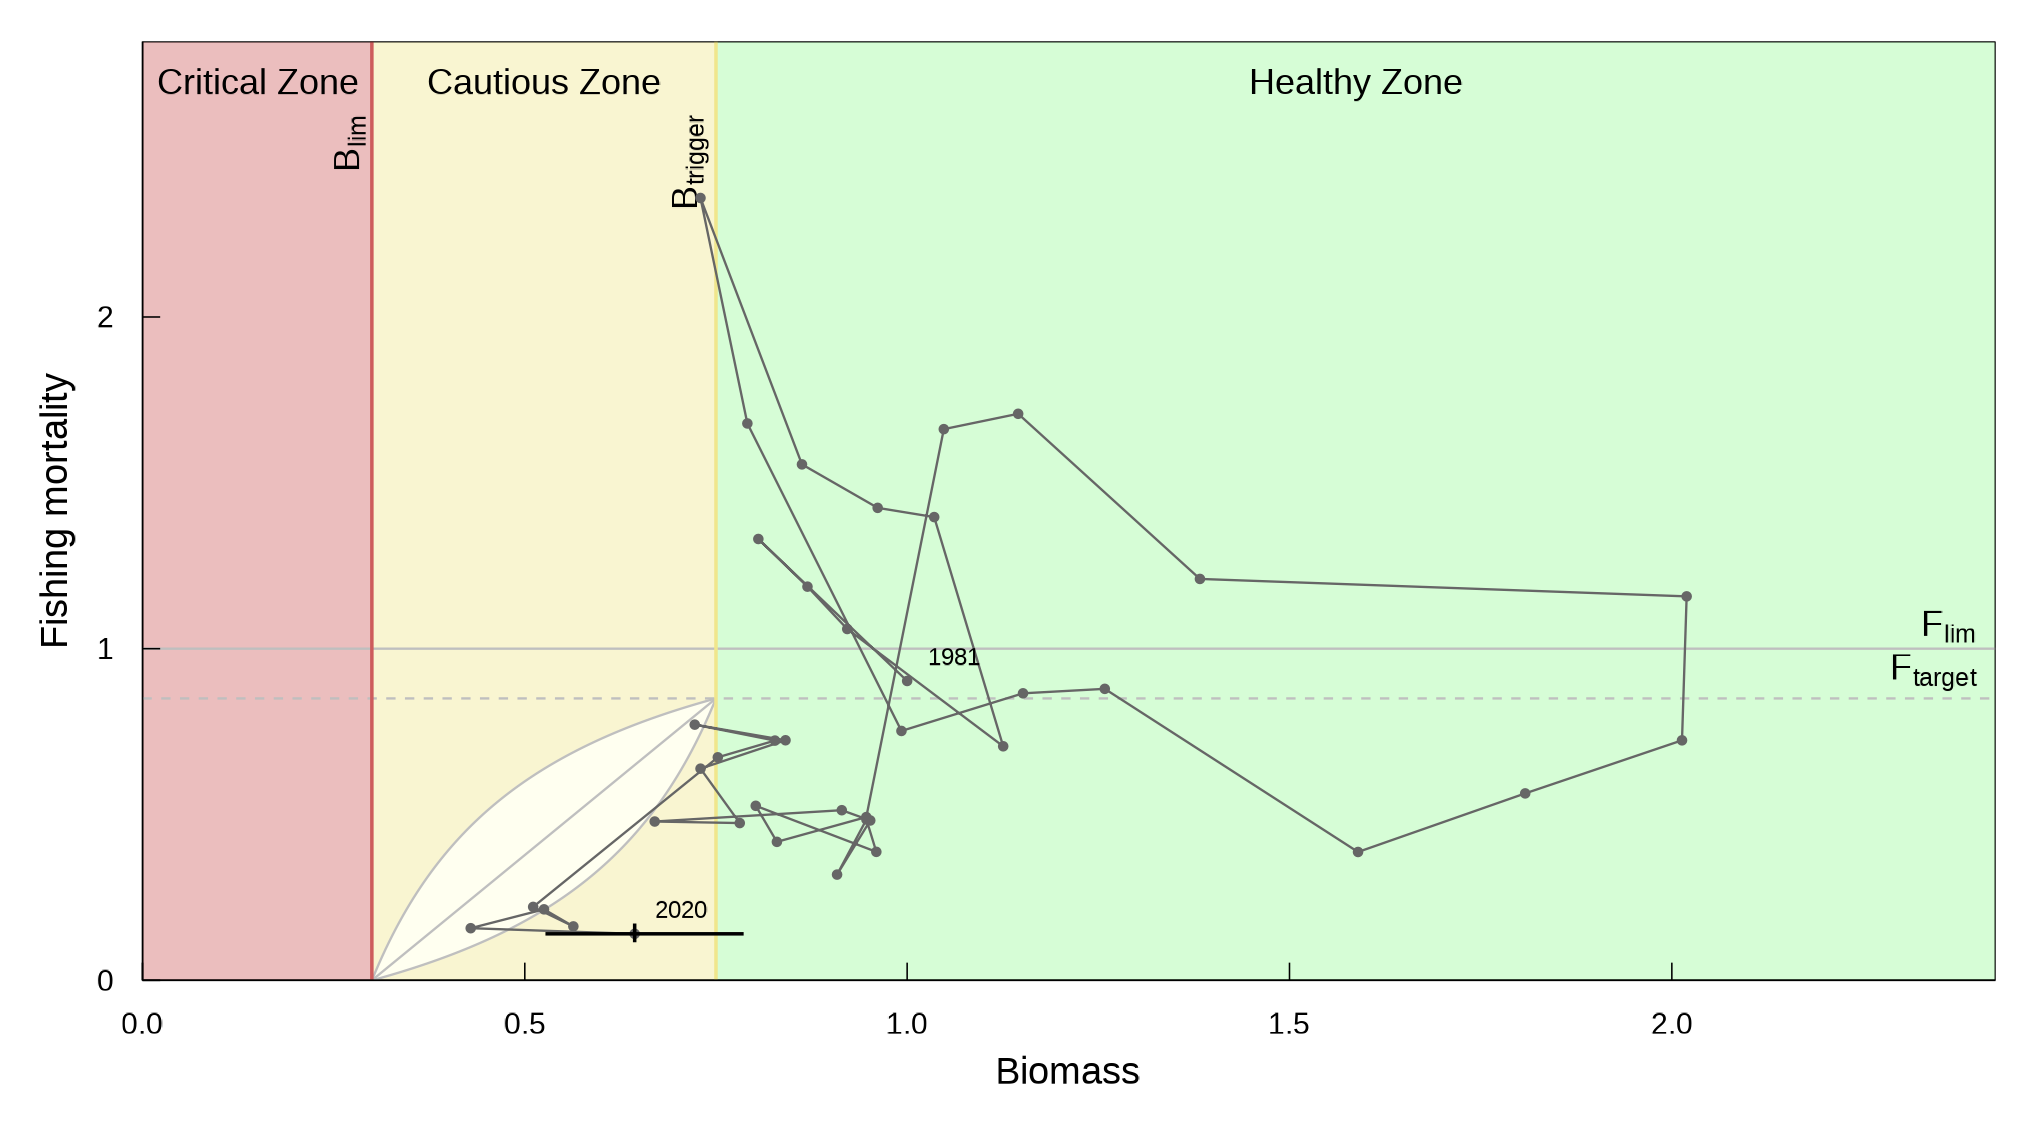 Critical Zone
Cautious Zone
Healthy Zone
Blim
Btrigger
Fishing mortality
2
1
0
Flim
Ftarget
1981
2020
0.0
0.5
1.0
1.5
2.0
Biomass